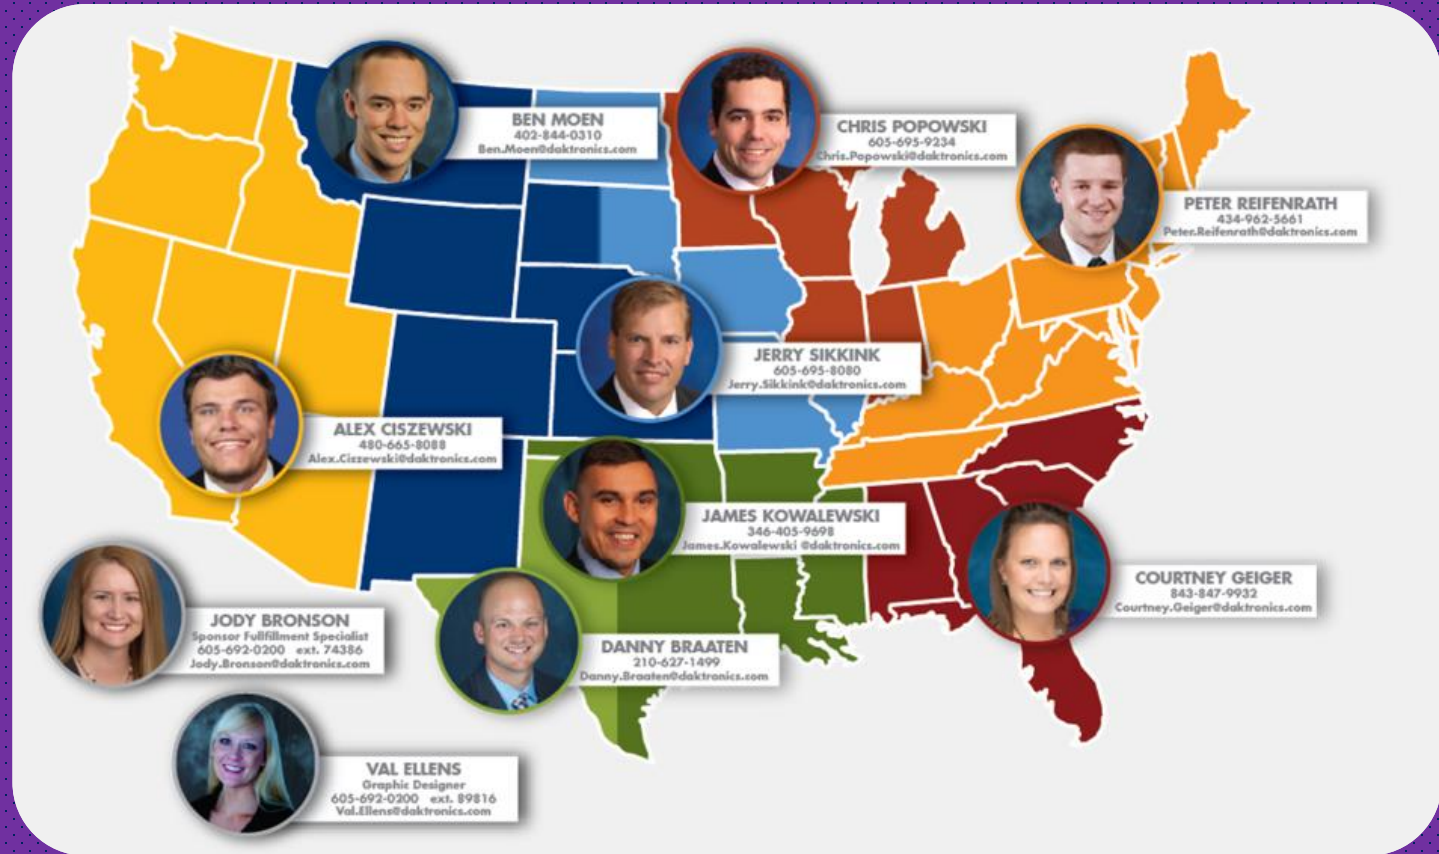 BEN MOEN
402-844-0310
Ben.Moen@daktronics.com
CHRIS POPOWSKI
605-695-9234
Chris.Popowski@daktronics.com
PETER REIFENRATH
434-962-5661
Peter.Reifenrath@daktronics.com
JERRY SIKKINK
605-695-8080
Jerry.Sikkink@daktronics.com
ALEX CISZEWSKI
480-665-8088
Alex.Ciszewski@daktronics.com
JAMES KOWALEWSKI
346-405-9698
James.Kowalewski @daktronics.com
COURTNEY GEIGER
843-847-9932
Courtney.Geiger@daktronics.com
JODY BRONSON
Sponsor Fullfillment Specialist
605-692-0200 ext. 74386
Jody.Bronson@daktronics.com
DANNY BRAATEN
210-627-1499
Danny.Braaten@daktronics.com
VAL ELLENS
Graphic Designer
605-692-0200 ext. 89816
Val.Ellens@daktronics.com